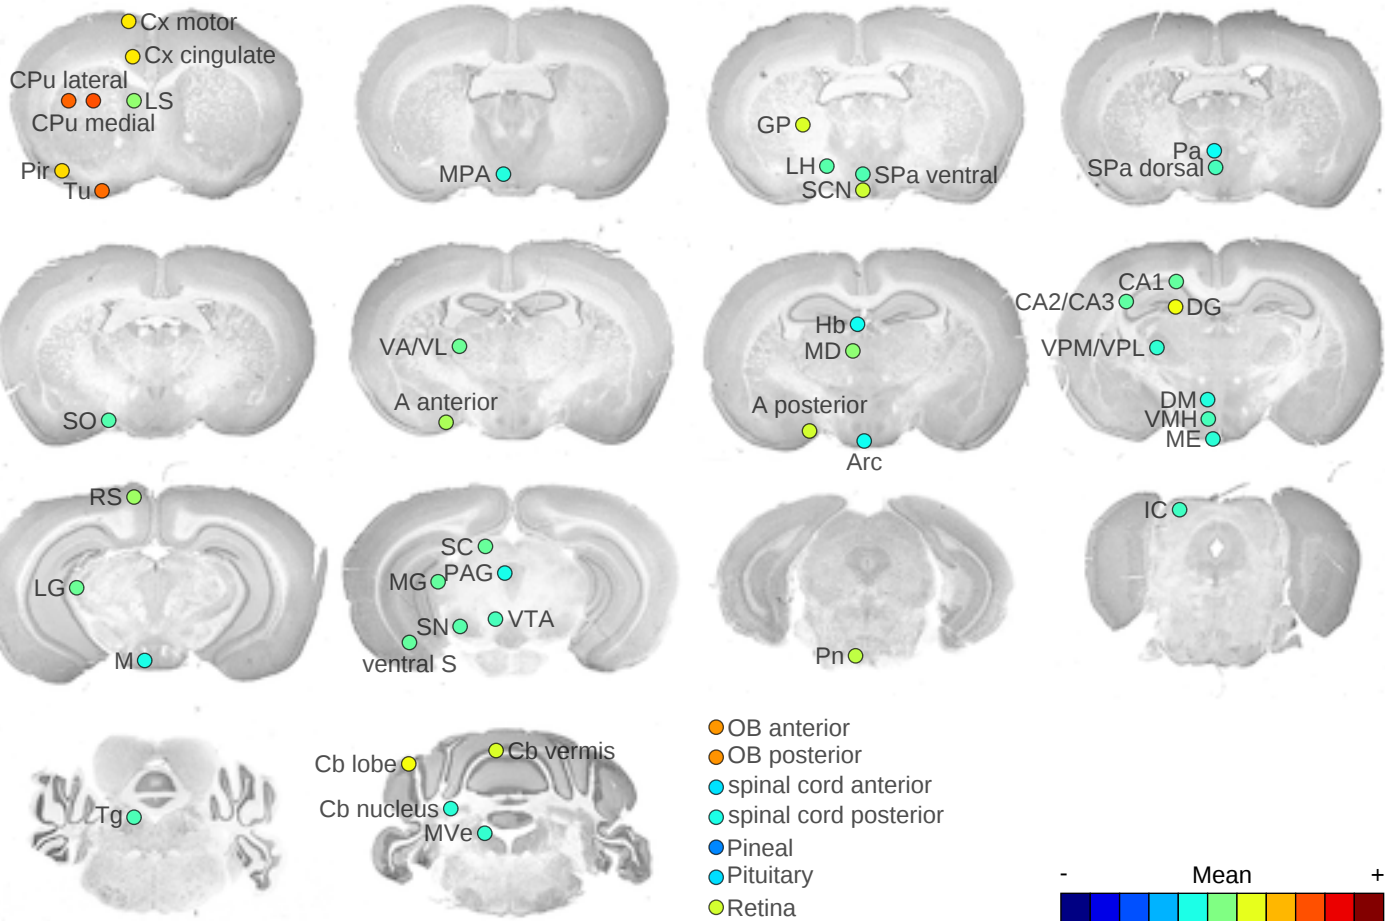 Cx motor
Cx cingulate
CPu lateral
LS
CPu medial
Pir
Tu
MPA
GP
LH
SPa ventral
SCN
Pa
SPa dorsal
SO
VA/VL
A anterior
Hb
MD
A posterior
Arc
CA1
CA2/CA3
DG
VPM/VPL
DM
VMH
ME
RS
LG
M
SC
PAG
MG
VTA
SN
ventral S
Pn
IC
Tg
Cb vermis
Cb lobe
Cb nucleus
MVe
OB anterior
OB posterior
spinal cord anterior
spinal cord posterior
Pineal
Pituitary
Retina
- Mean +